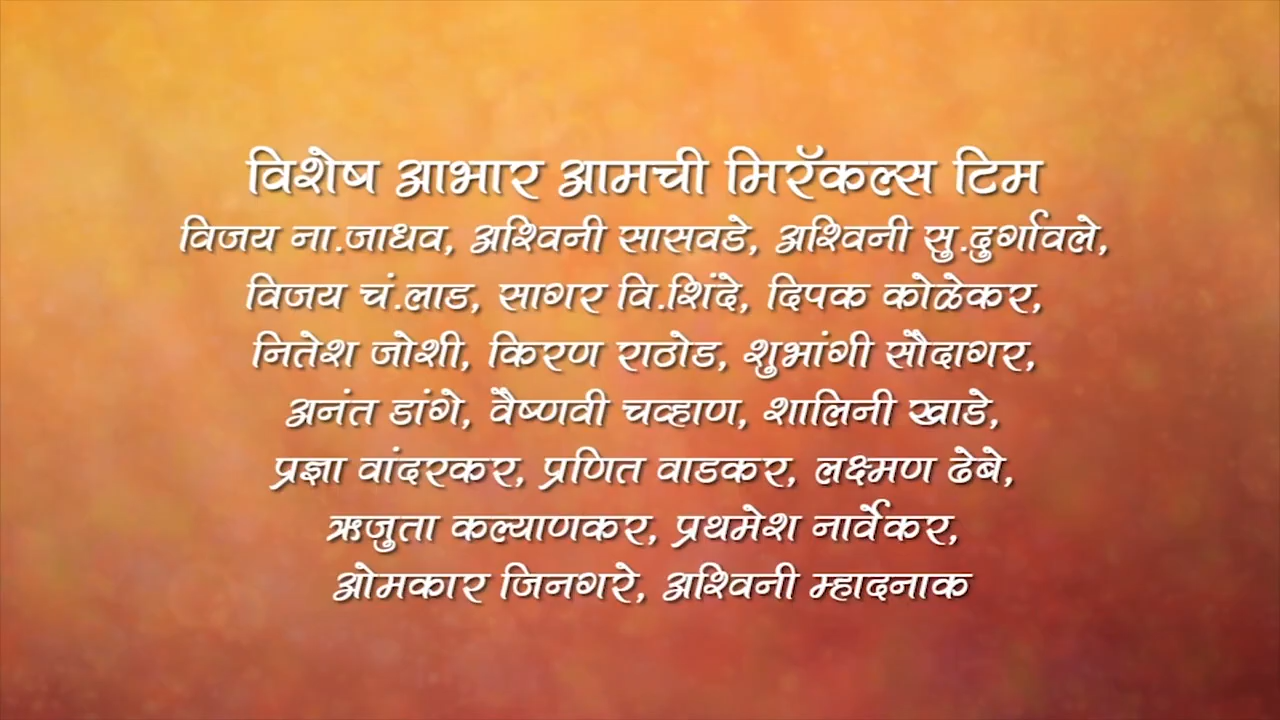 विशेष आभार आमची मिरॅकल्स टिम
विजय ना.जाधव, अश्विनी सासवडे, अश्विनी सु.दुर्गावले,
विजय चं.लाड, सागर वि.शिंदे, दिपक कोळेकर,
नितेश जोशी, किरण राठोड, शुभांगी सौदागर,
अनंत डांगे, वैष्णवी चव्हाण, शालिनी खाडे,
प्रज्ञा वांदरकर, प्रणित वाडकर, लक्ष्मण ढेबे,
ऋजुता कल्याणकर, प्रथमेश नार्वेकर,
ओमकार जिनगरे, अश्विनी म्हादनाक